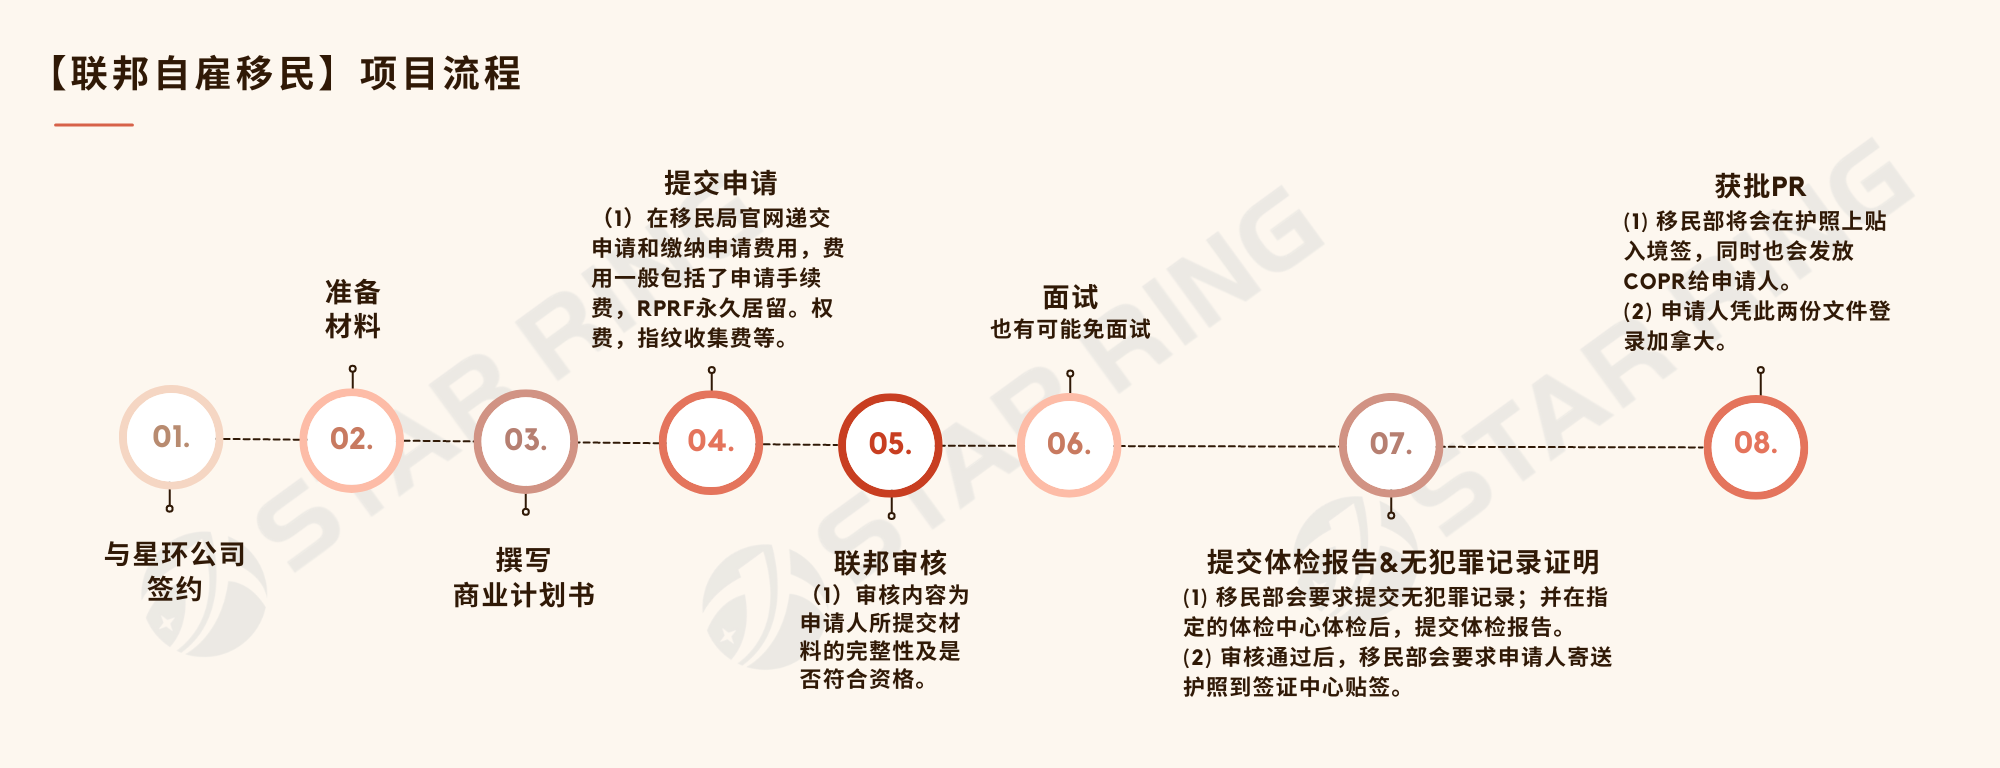 【联邦自雇移民】项目流程
01.
与星环公司
签约
02.
准备
材料
03.
撰写
商业计划书
04.
提交申请
（1）在移民局官网递交
申请和缴纳申请费用，费
用一般包括了申请手续
费，RPRF永久居留。权
费，指纹收集费等。
05.
联邦审核
（1）审核内容为
申请人所提交材
料的完整性及是
否符合资格。
06.
面试
也有可能免面试
07.
提交体检报告&无犯罪记录证明
(1) 移民部会要求提交无犯罪记录；并在指
定的体检中心体检后，提交体检报告。
(2) 审核通过后，移民部会要求申请人寄送
护照到签证中心贴签。
08.
获批PR
(1) 移民部将会在护照上贴
入境签，同时也会发放
COPR给申请人。
(2) 申请人凭此两份文件登
录加拿大。
STAR RING
STAR RING
STAR RING